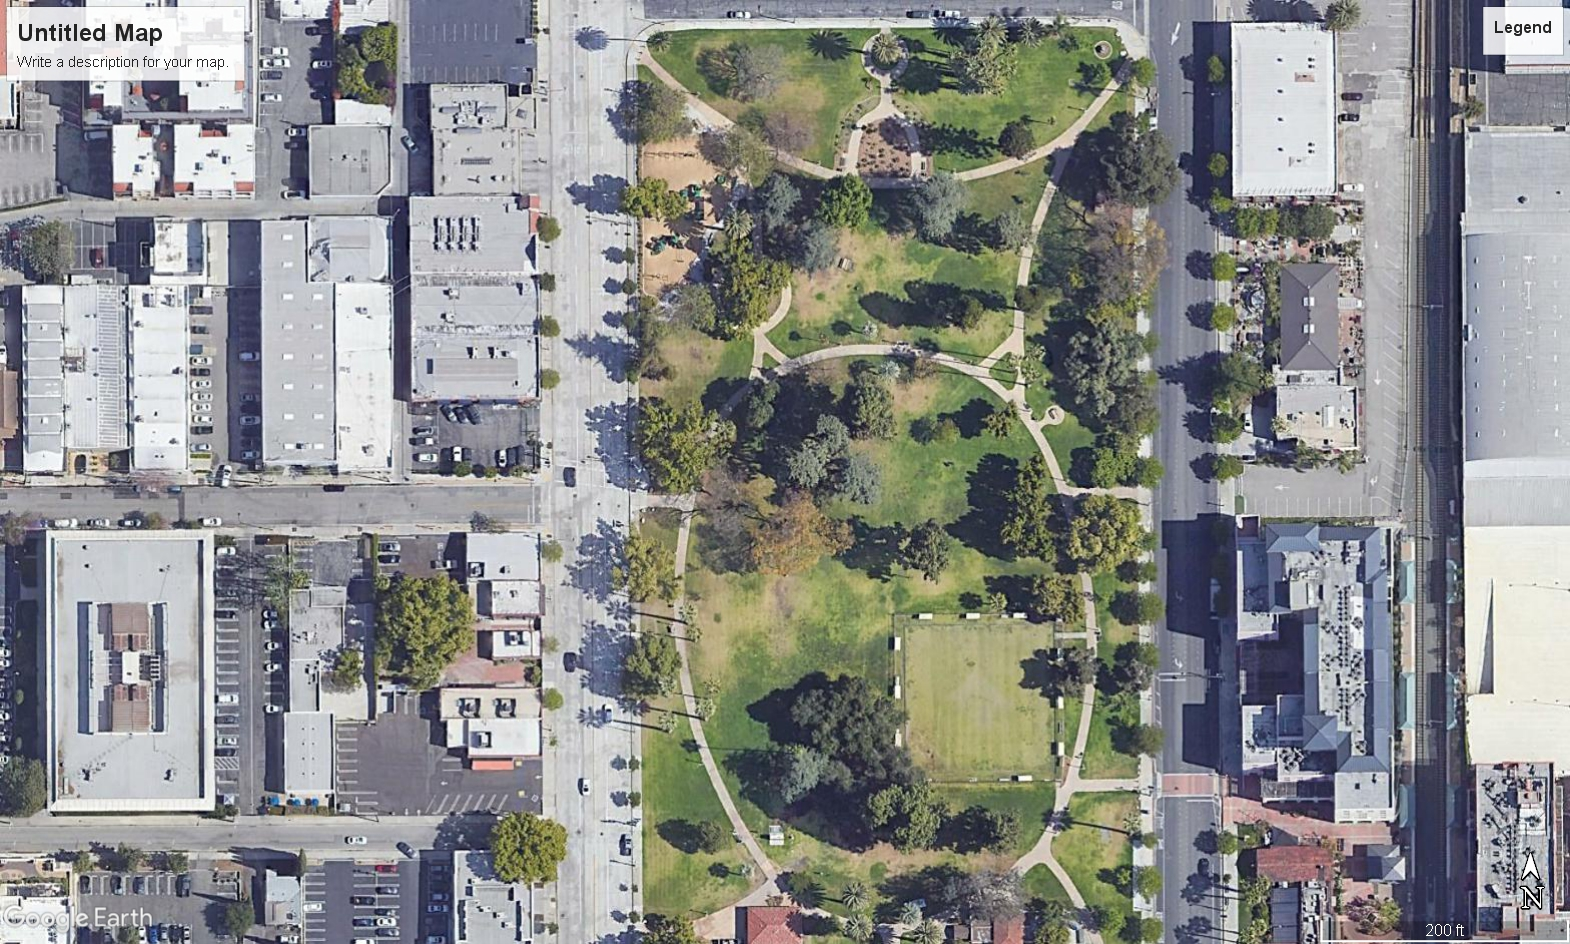 Untitled Map
Write a description for your map.
Legend
Google Earth
200 ft
N